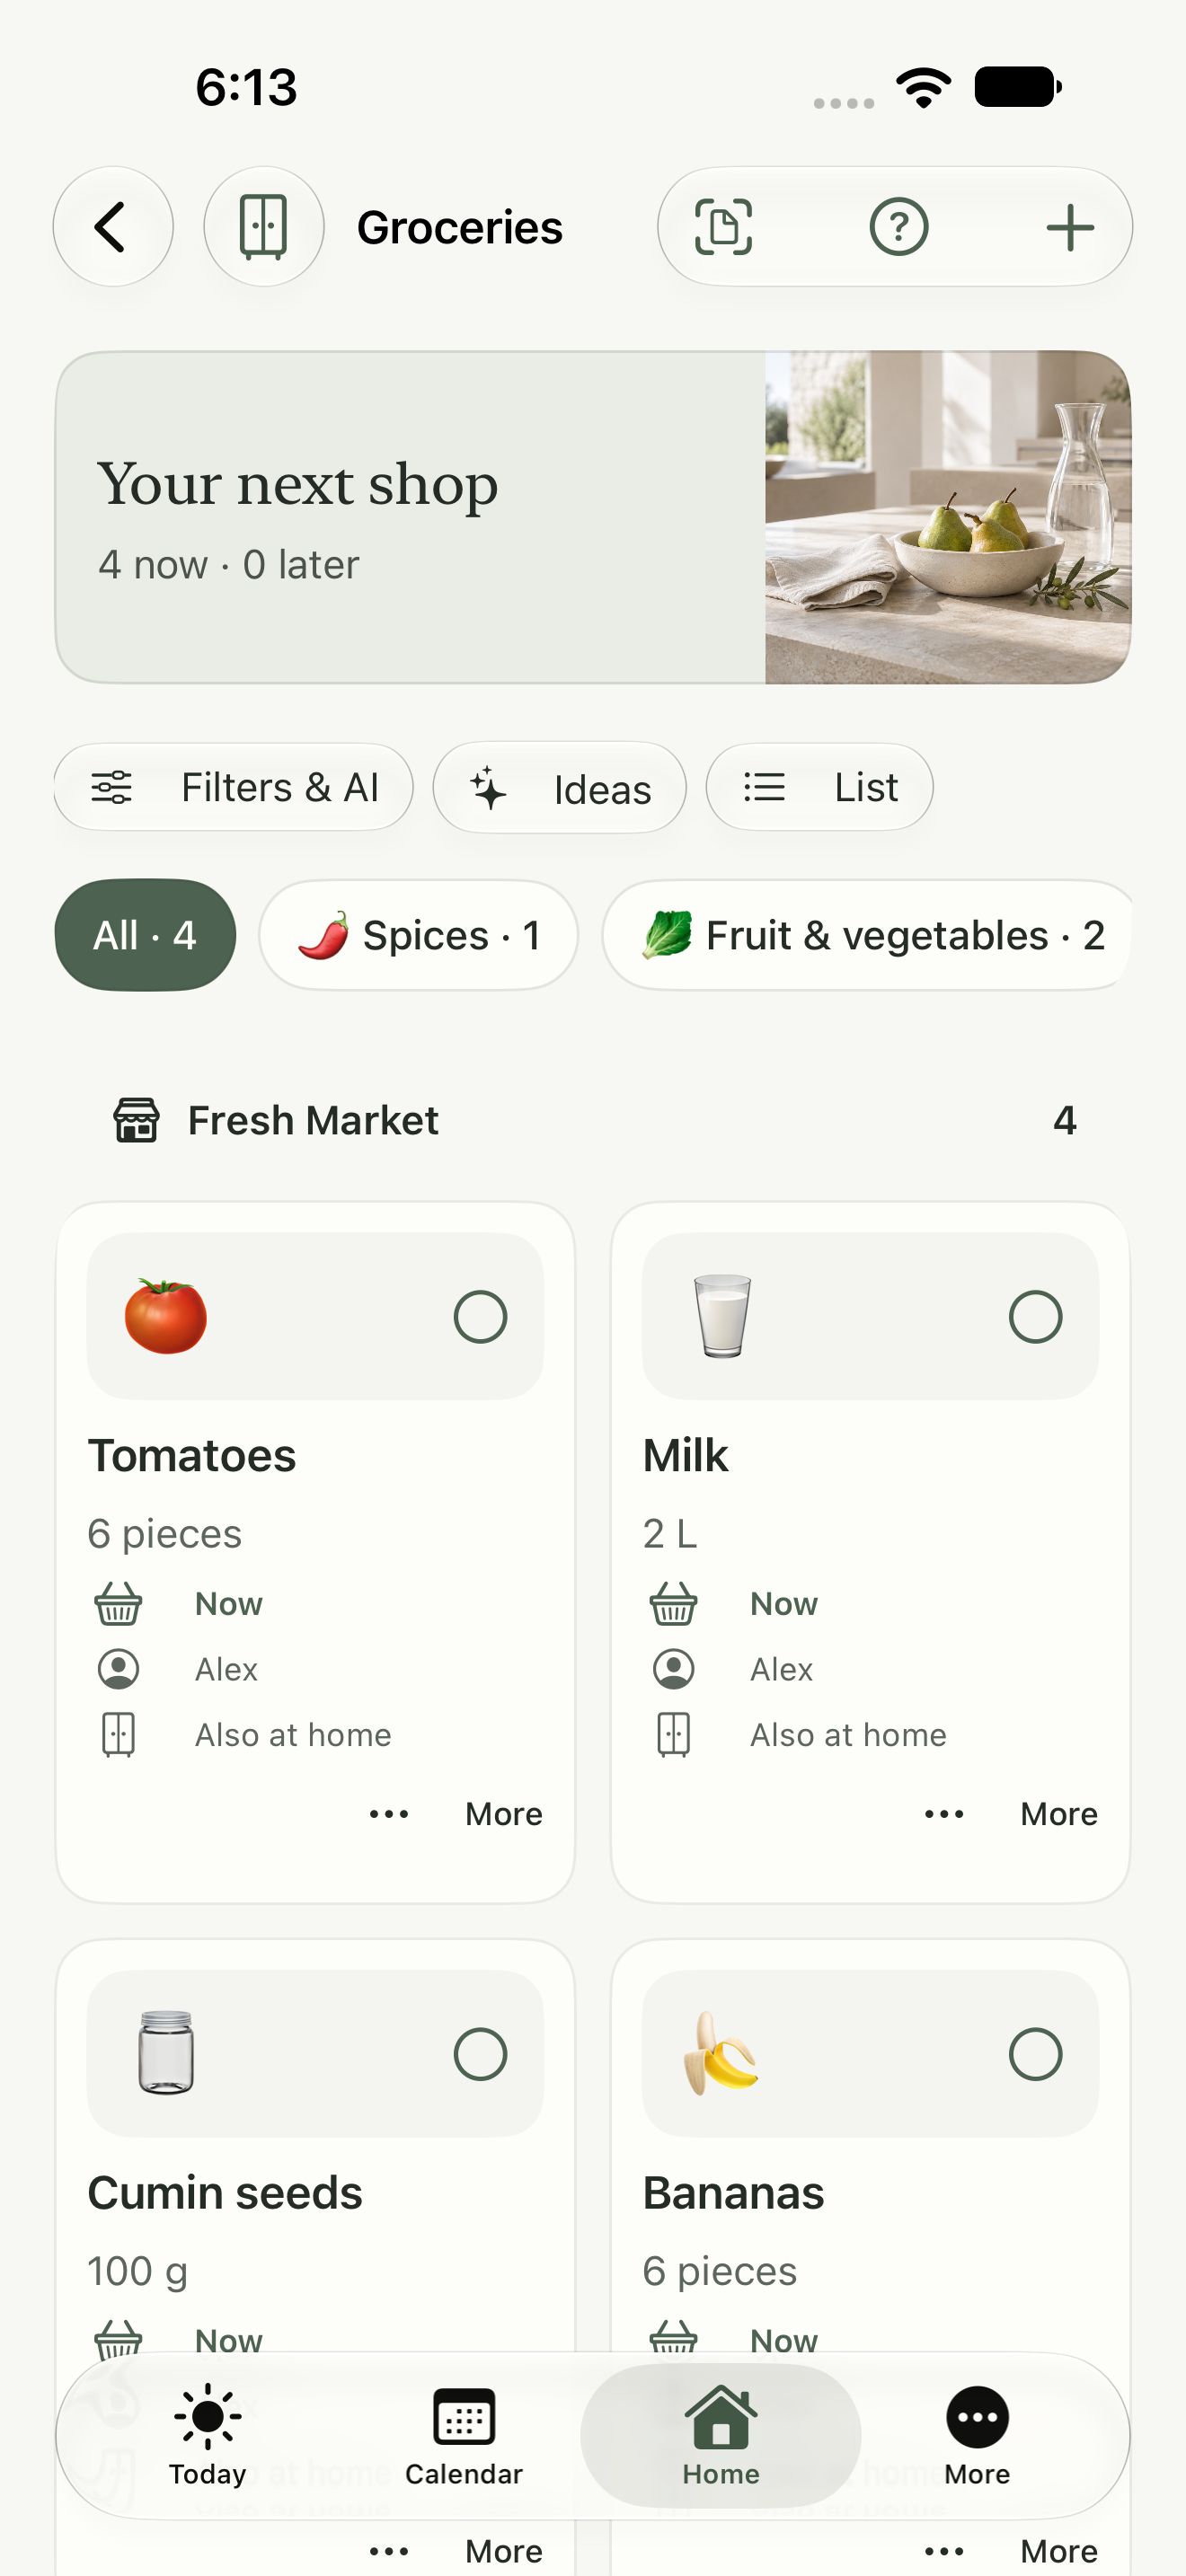 6:13
Groceries
Your next shop
4 now · 0 later
Filters & AI
Ideas
List
All · 4
Spices · 1
Fruit & vegetables · 2
Fresh Market
4
Tomatoes
6 pieces
Now
Alex
Also at home
More
Milk
2 L
Now
Alex
Also at home
More
Cumin seeds
100 g
Now
Bananas
6 pieces
Now
Today
Calendar
Home
More
More
More